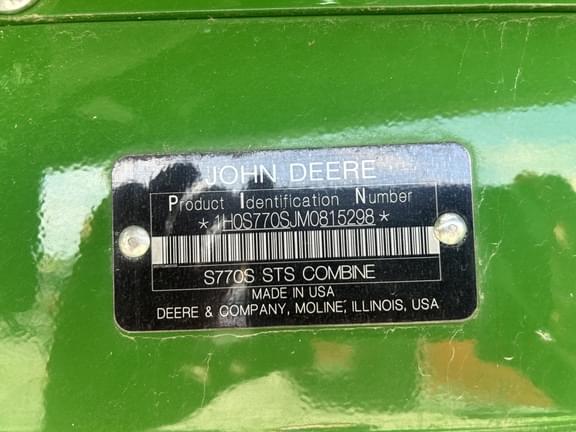 JOHN DEERE
Product Identification Number
*1H0S770SJM0815298*
S770S STS COMBINE
MADE IN USA
DEERE & COMPANY, MOLINE, ILLINOIS, USA